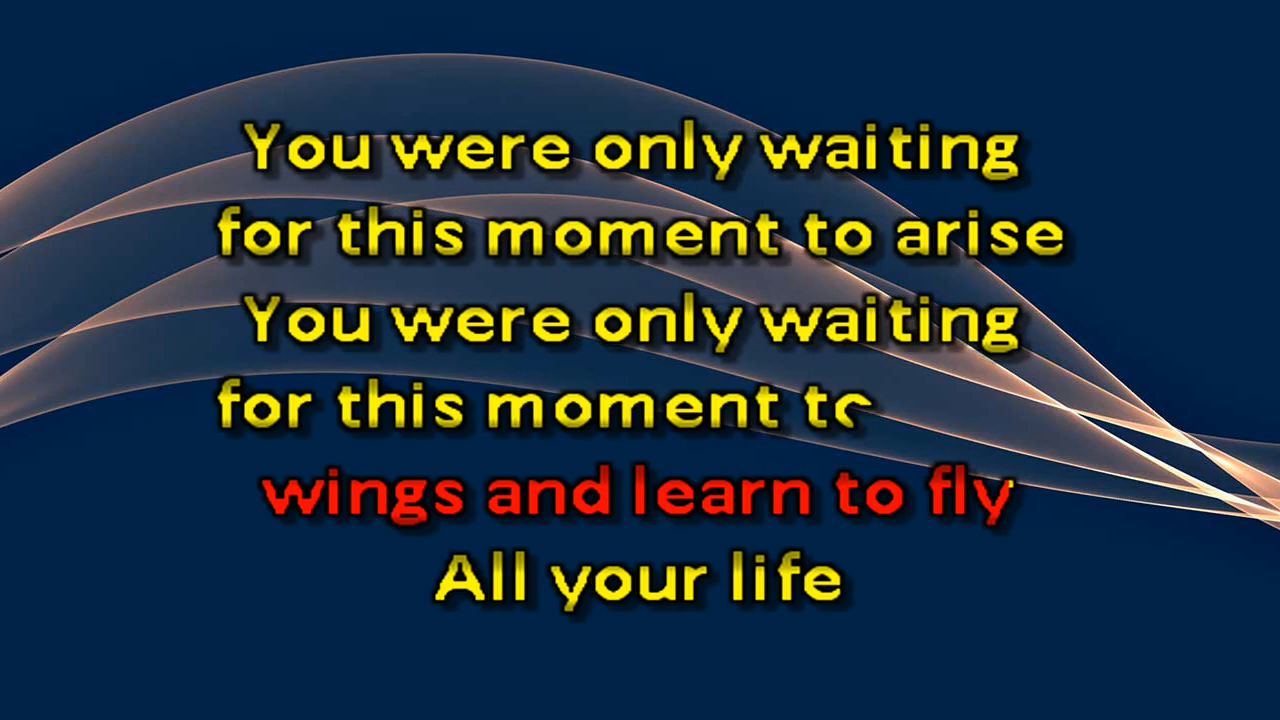 You were only waiting
for this moment to arise
You were only waiting
for this moment to
wings and learn to fly
All your life